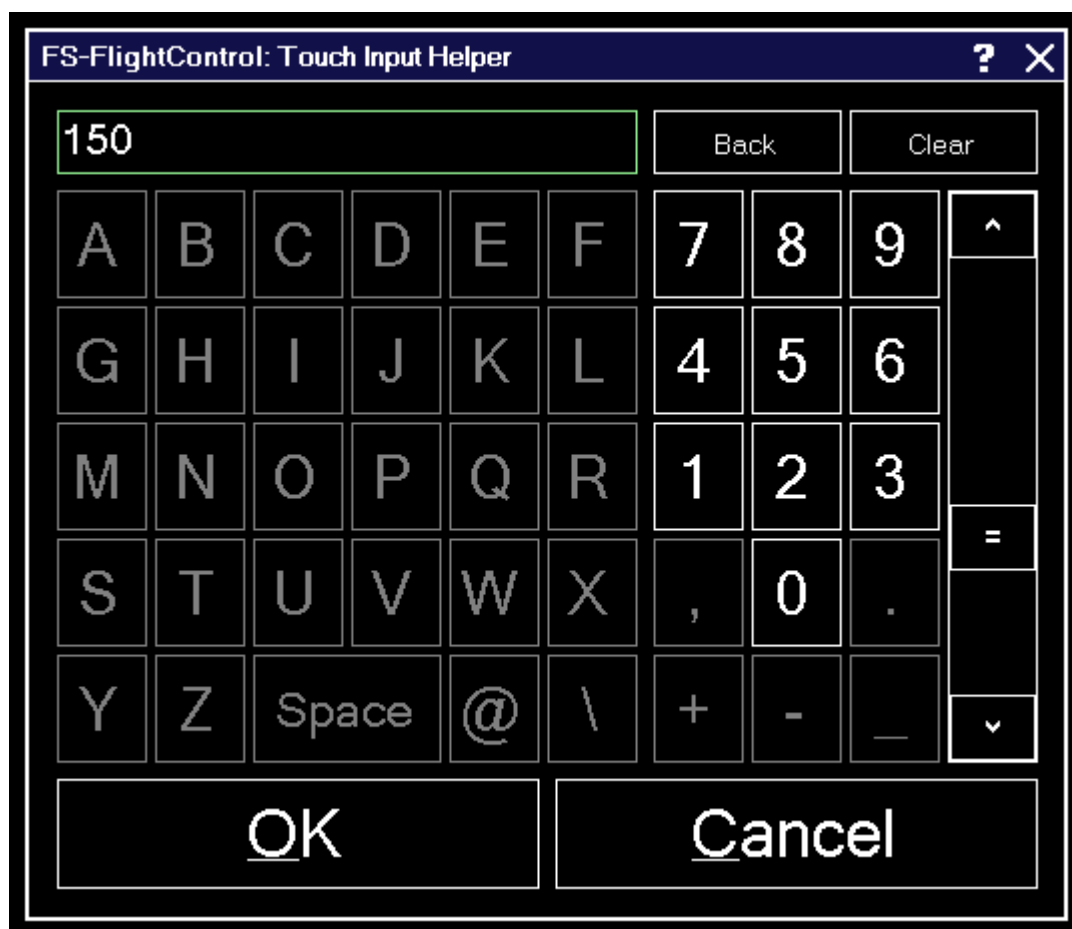 FS-FlightControl: Touch Input Helper ? X
150 Back Clear
A B C D E F 7 8 9 ^
G H I J K L 4 5 6
M N O P Q R 1 2 3
=
S T U V W X , 0 .
Y Z Space @ \ + - _ ⌄
OK Cancel